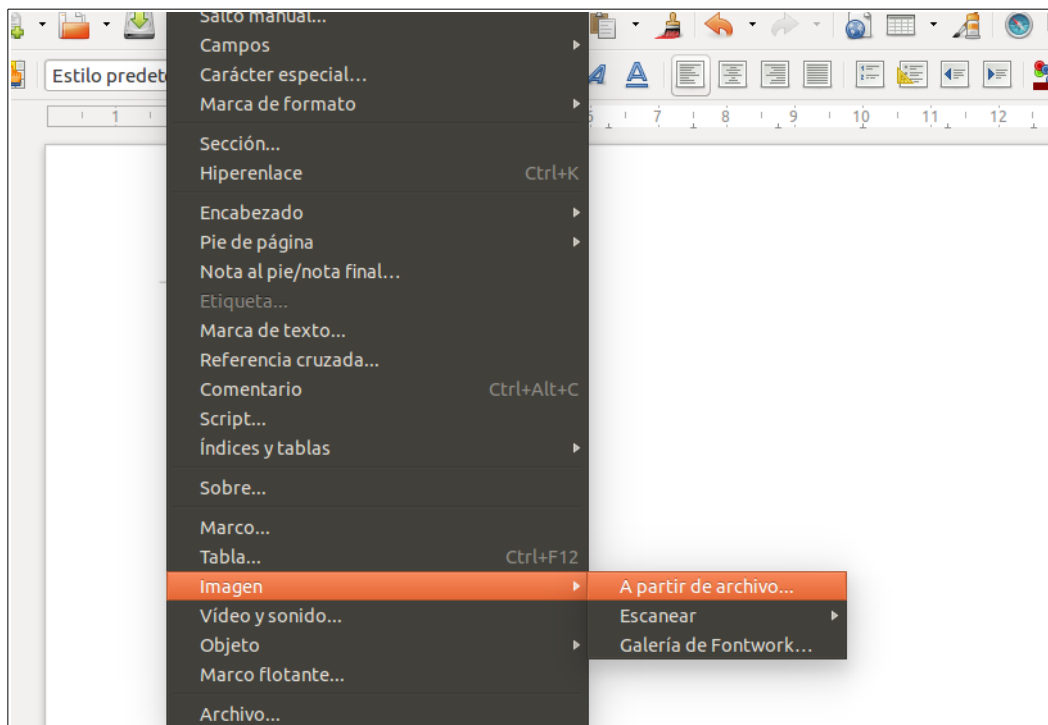 Salto manual...
Campos
Estilo predet
Carácter especial...
Marca de formato
1
6 7 8 9 10 11 12
Sección...
Hiperenlace Ctrl+K
Encabezado
Pie de página
Nota al pie/nota final...
Etiqueta...
Marca de texto...
Referencia cruzada...
Comentario Ctrl+Alt+C
Script...
Índices y tablas
Sobre...
Marco...
Tabla... Ctrl+F12
Imagen
A partir de archivo...
Vídeo y sonido...
Escanear
Objeto
Galería de Fontwork...
Marco flotante...
Archivo...